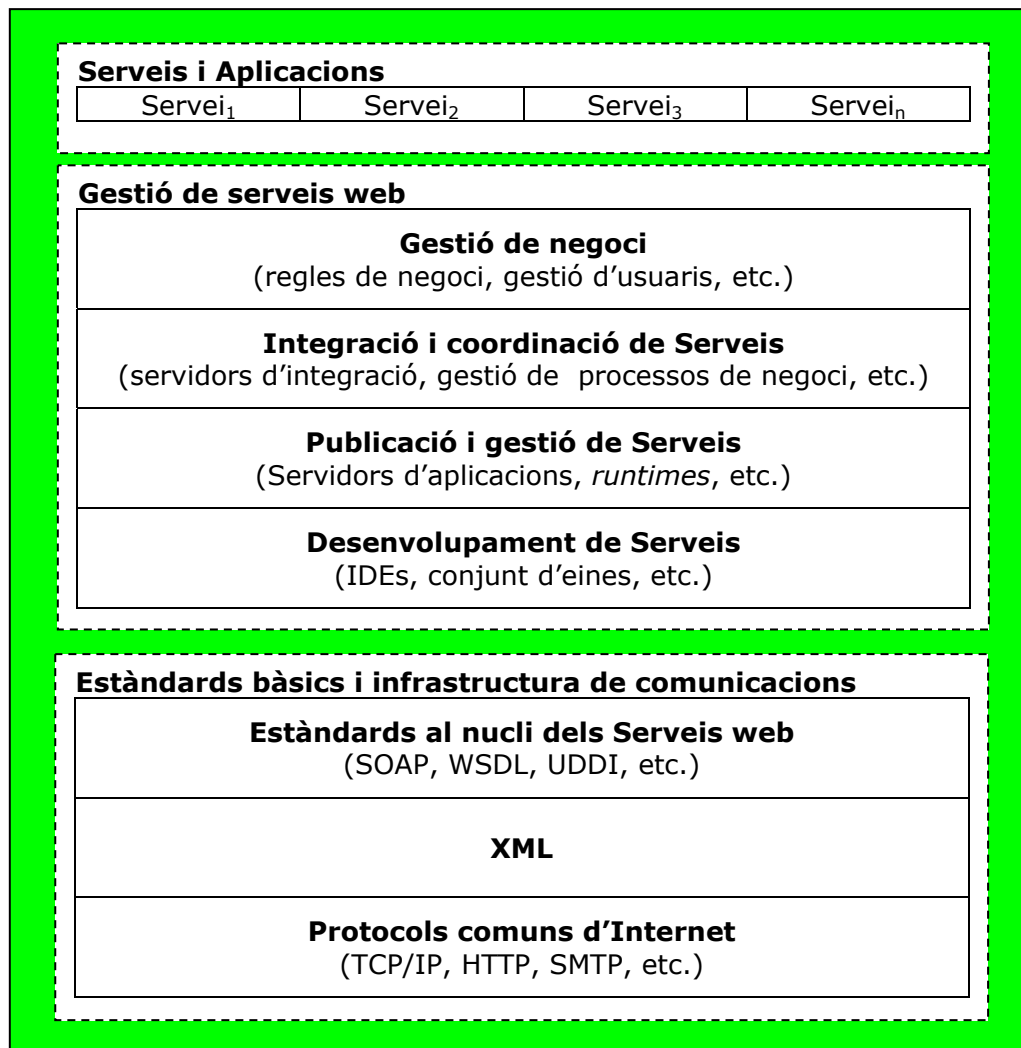 Serveis i Aplicacions
Servei₁ Servei₂ Servei₃ Serveiₙ
Gestió de serveis web
Gestió de negoci
(regles de negoci, gestió d’usuaris, etc.)
Integració i coordinació de Serveis
(servidors d’integració, gestió de processos de negoci, etc.)
Publicació i gestió de Serveis
(Servidors d’aplicacions, runtimes, etc.)
Desenvolupament de Serveis
(IDEs, conjunt d’eines, etc.)
Estàndards bàsics i infrastructura de comunicacions
Estàndards al nucli dels Serveis web
(SOAP, WSDL, UDDI, etc.)
XML
Protocols comuns d’Internet
(TCP/IP, HTTP, SMTP, etc.)